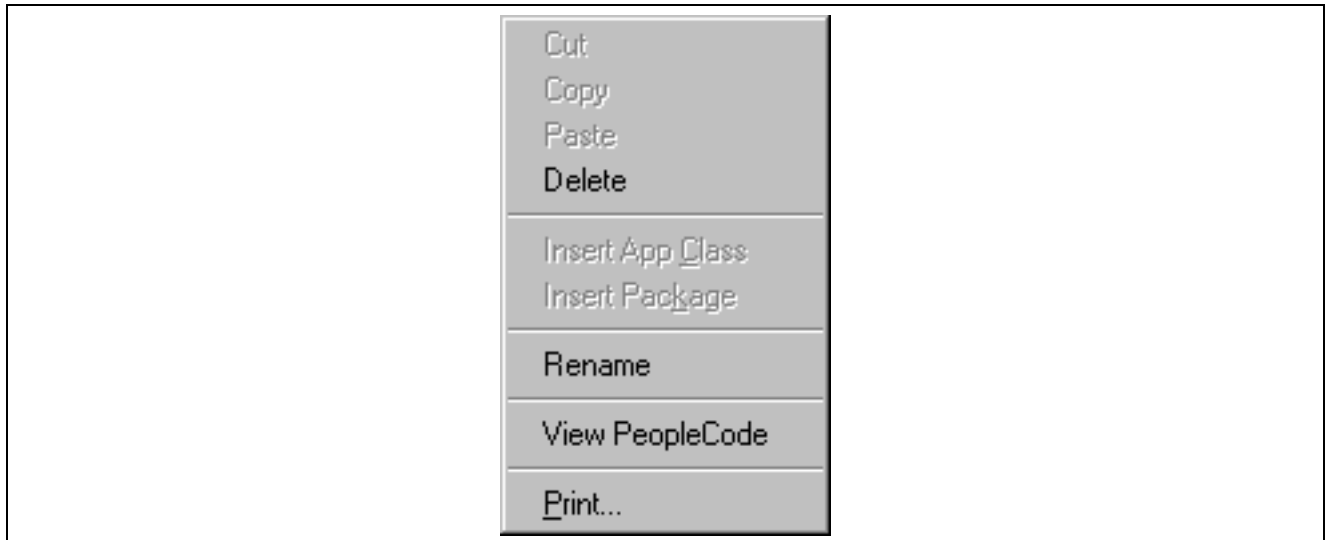 Cut
Copy
Paste
Delete
Insert App Class
Insert Package
Rename
View PeopleCode
Print...